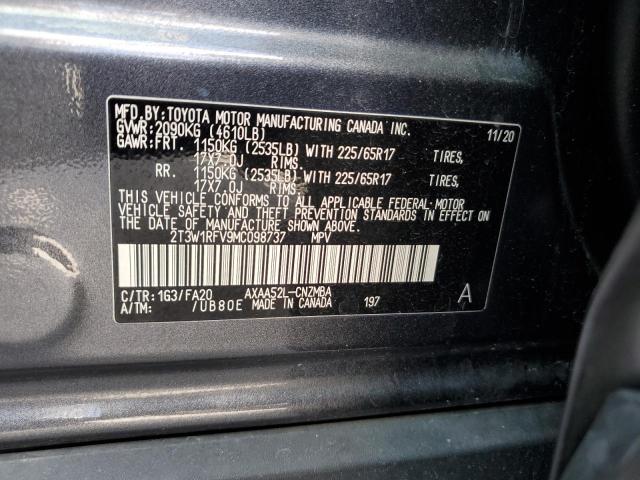 MFD.BY:TOYOTA MOTOR MANUFACTURING CANADA INC. 11/20
GVWR:2090KG (4610LB)
GAWR:FRT. 1150KG (2535LB) WITH 225/65R17 TIRES,
17X7.0J RIMS.
RR. 1150KG (2535LB) WITH 225/65R17 TIRES,
17X7.0J RIMS.
THIS VEHICLE CONFORMS TO ALL APPLICABLE FEDERAL MOTOR
VEHICLE SAFETY AND THEFT PREVENTION STANDARDS IN EFFECT ON
THE DATE OF MANUFACTURE SHOWN ABOVE.
2T3W1RFV9MC098737 MPV
C/TR:1G3/FA20 AXAA52L-CNZMBA
A/TM: /UB80E MADE IN CANADA 197 A